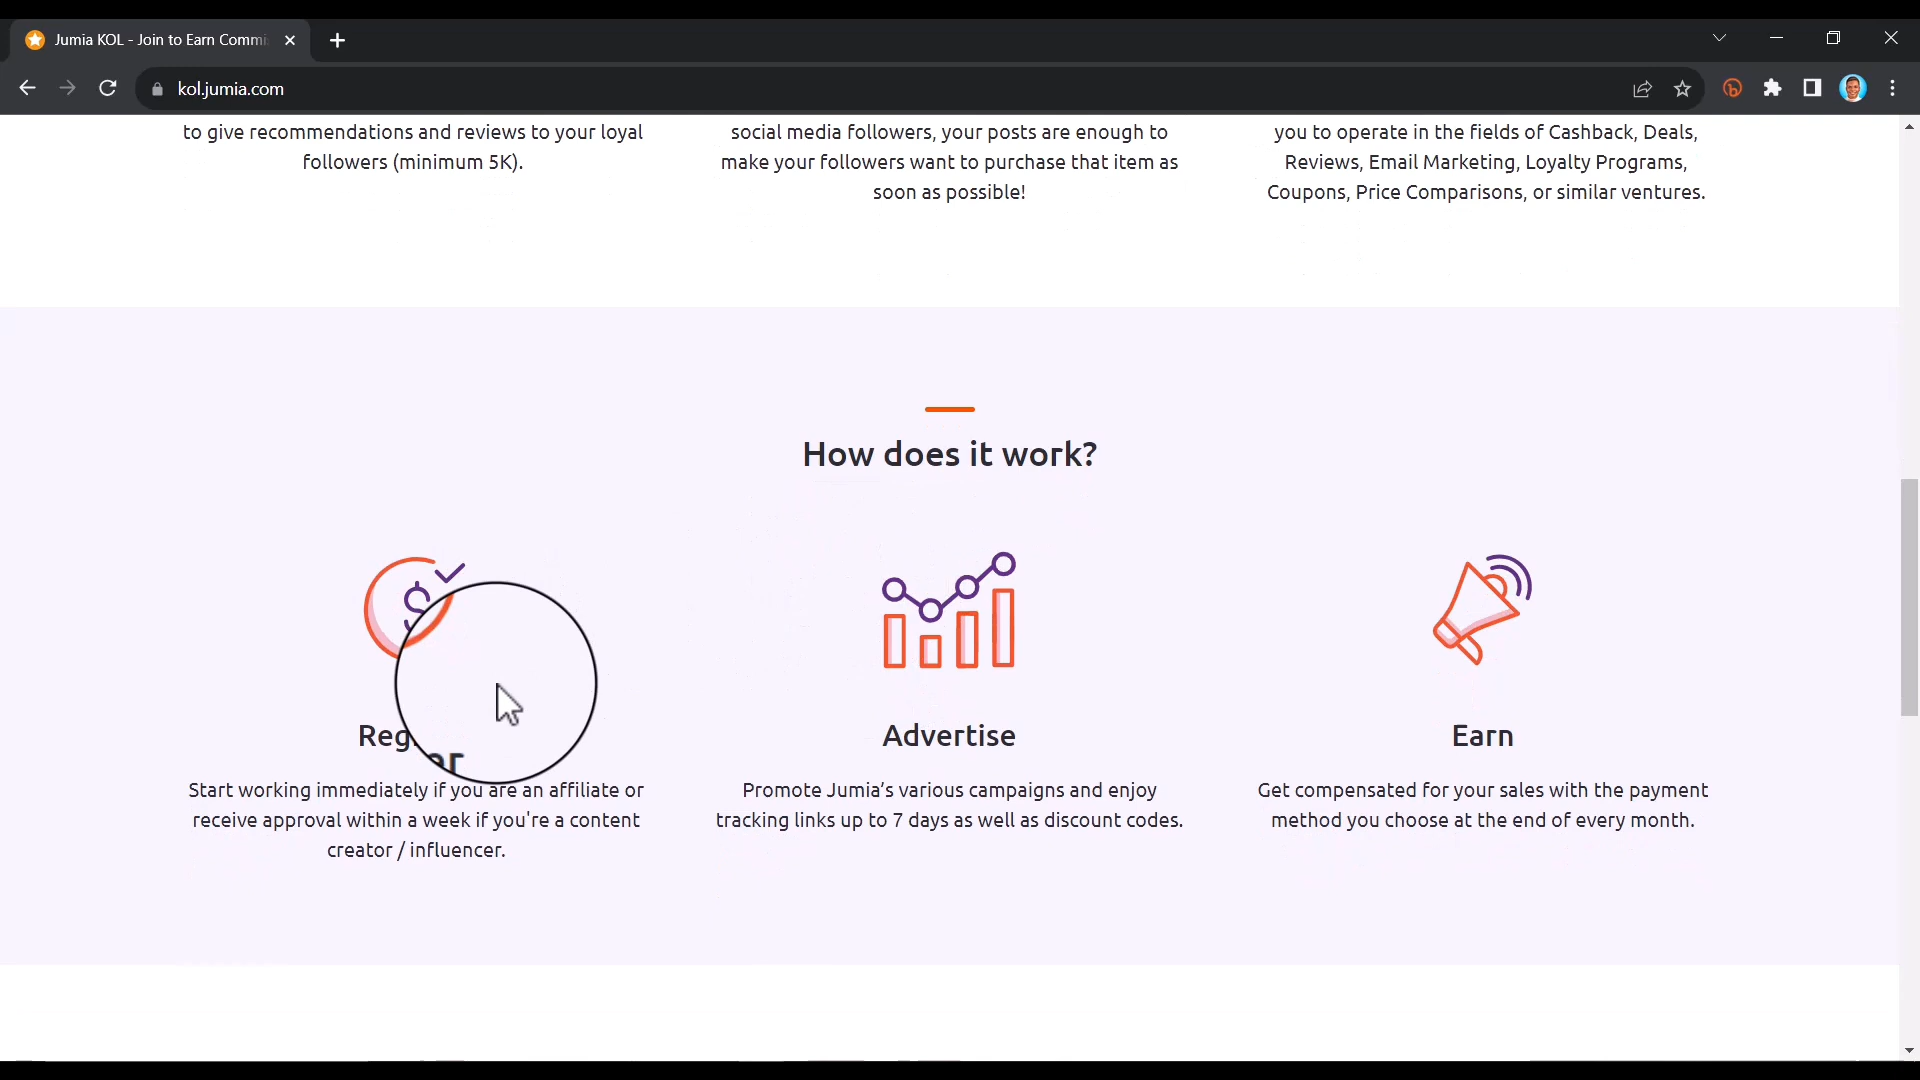 Jumia KOL - Join to Earn Commi
kol.jumia.com
to give recommendations and reviews to your loyal
followers (minimum 5K).
social media followers, your posts are enough to
make your followers want to purchase that item as
soon as possible!
you to operate in the fields of Cashback, Deals,
Reviews, Email Marketing, Loyalty Programs,
Coupons, Price Comparisons, or similar ventures.
How does it work?
Start working immediately if you are an affiliate or
receive approval within a week if you're a content
creator / influencer.
Advertise
Promote Jumia’s various campaigns and enjoy
tracking links up to 7 days as well as discount codes.
Earn
Get compensated for your sales with the payment
method you choose at the end of every month.